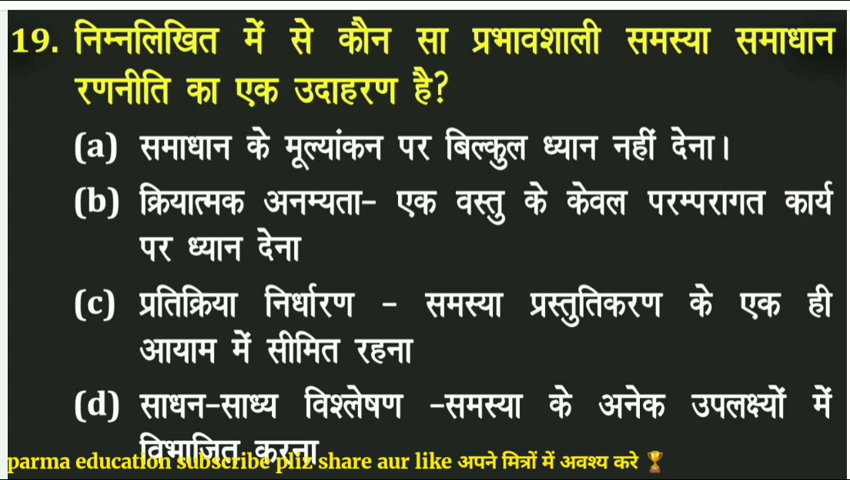 19. निम्नलिखित में से कौन सा प्रभावशाली समस्या समाधान
रणनीति का एक उदाहरण है?
(a) समाधान के मूल्यांकन पर बिल्कुल ध्यान नहीं देना।
(b) क्रियात्मक अनम्यता- एक वस्तु के केवल परम्परागत कार्य
पर ध्यान देना
(c) प्रतिक्रिया निर्धारण - समस्या प्रस्तुतिकरण के एक ही
आयाम में सीमित रहना
(d) साधन-साध्य विश्लेषण -समस्या के अनेक उपलक्ष्यों में
विभाजित करना
parma education subscribe pliz share aur like अपने मित्रों में अवश्य करे 🏆